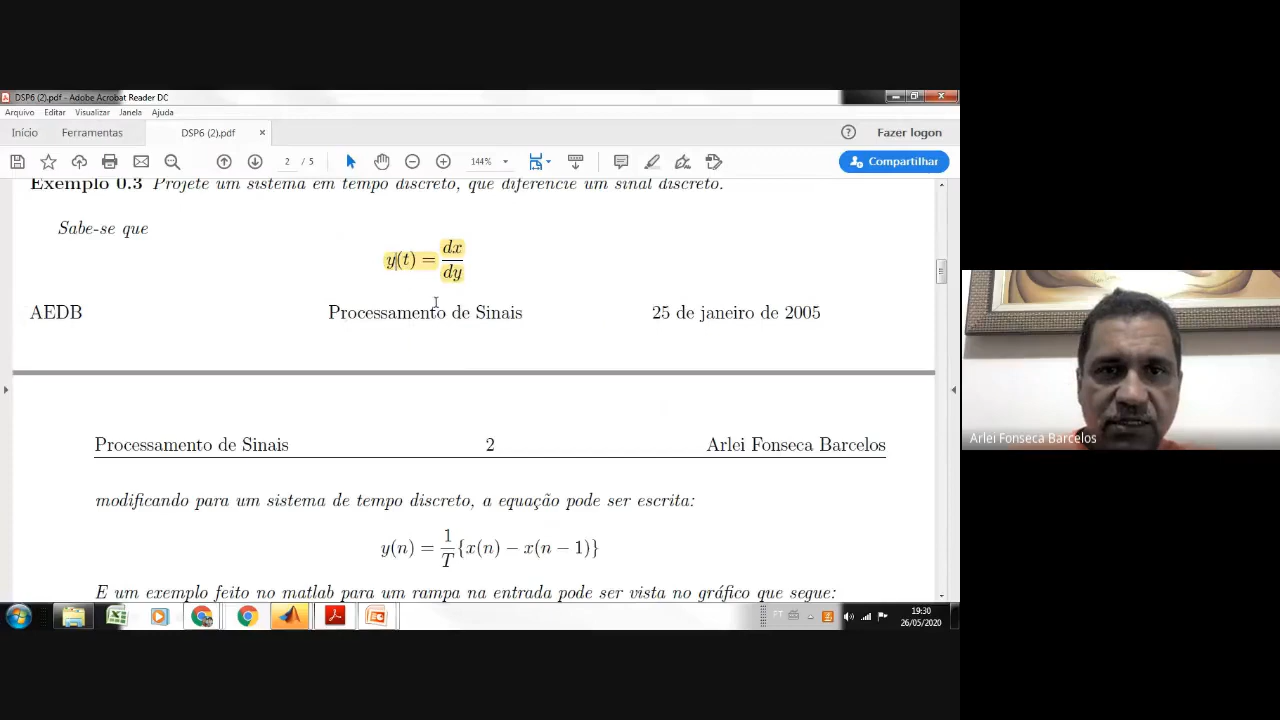 DSP6 (2).pdf - Adobe Acrobat Reader DC
Arquivo Editar Visualizar Janela Ajuda
Início Ferramentas DSP6 (2).pdf × Fazer logon
2 / 5 144% Compartilhar
Exemplo 0.3 Projete um sistema em tempo discreto, que diferencie um sinal discreto.
Sabe-se que
y(t) = dx/dy
AEDB Processamento de Sinais 25 de janeiro de 2005
Processamento de Sinais 2 Arlei Fonseca Barcelos
modificando para um sistema de tempo discreto, a equação pode ser escrita:
y(n) = 1/T {x(n) − x(n − 1)}
E um exemplo feito no matlab para um rampa na entrada pode ser vista no gráfico que segue:
PT 19:30
26/05/2020
Arlei Fonseca Barcelos